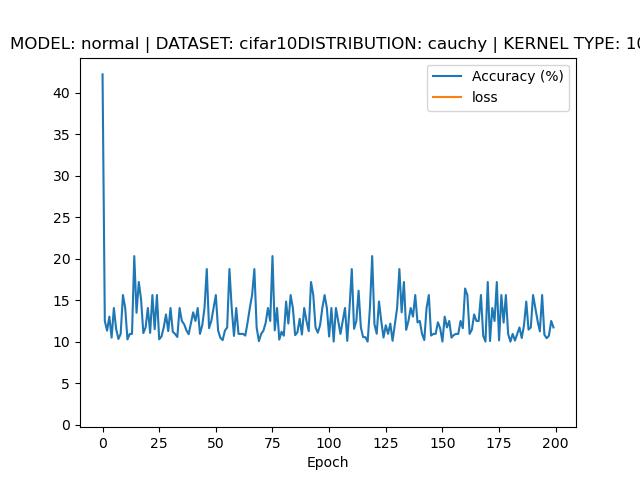 MODEL: normal | DATASET: cifar10DISTRIBUTION: cauchy | KERNEL TYPE: 10
Accuracy (%)
loss
40
35
30
25
20
15
10
5
0
0 25 50 75 100 125 150 175 200
Epoch